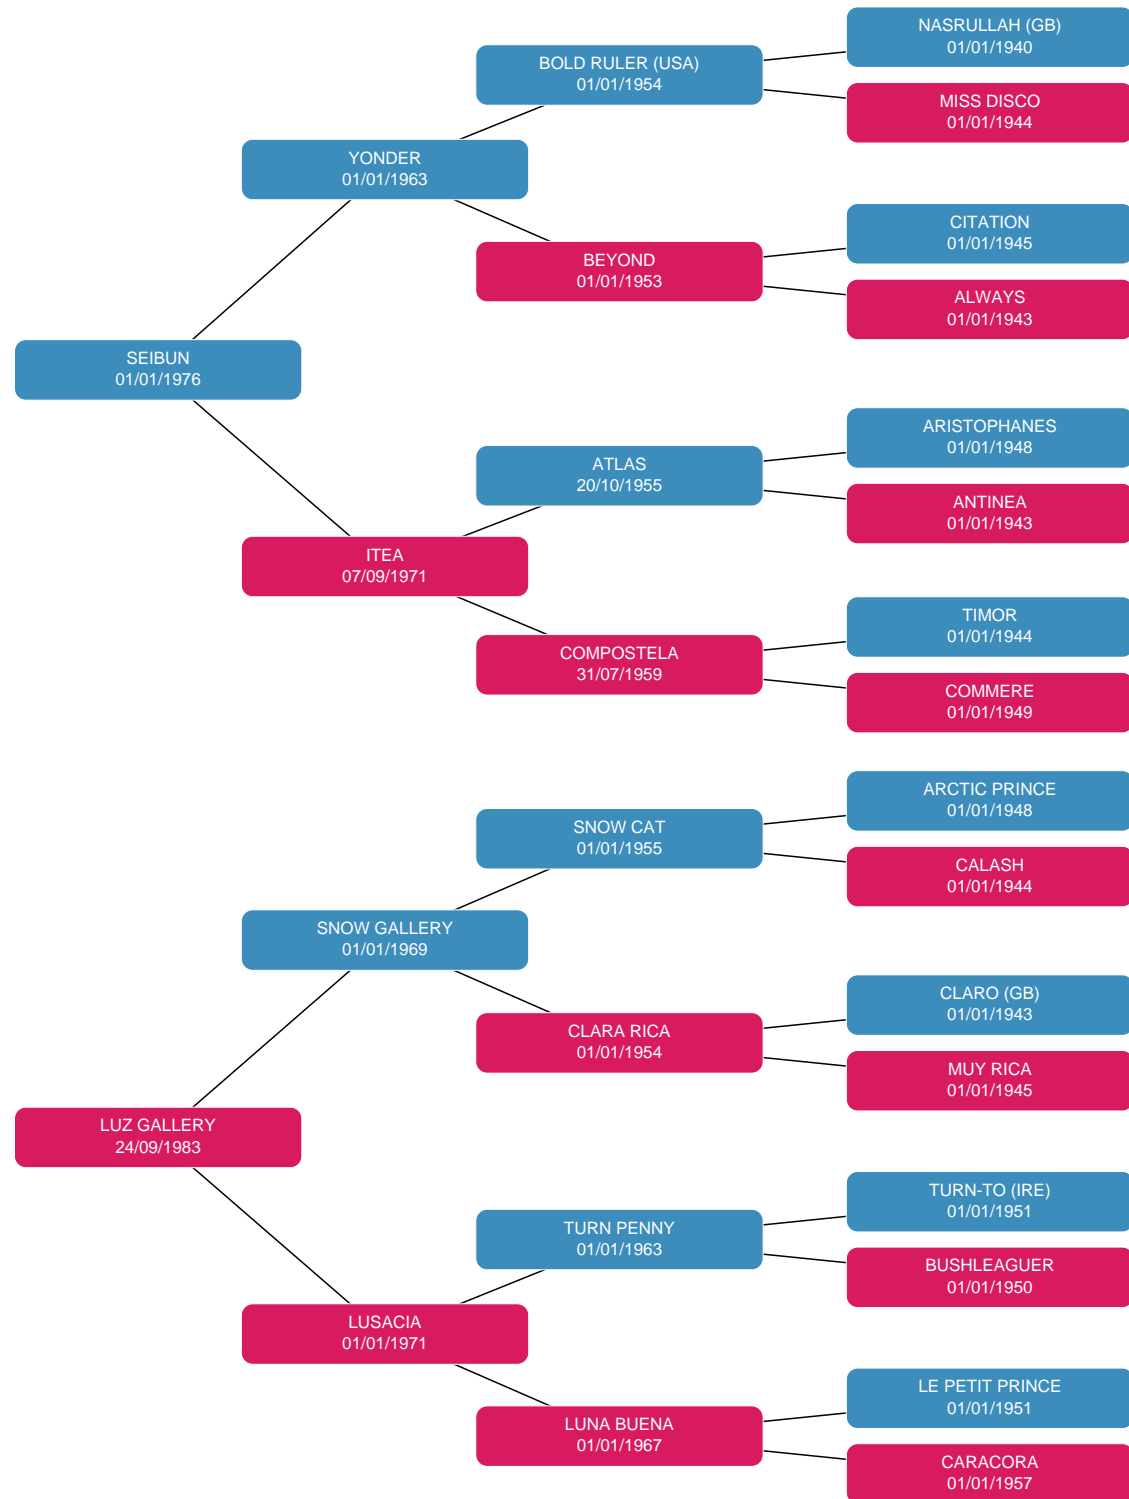 NASRULLAH (GB)
01/01/1940
BOLD RULER (USA)
01/01/1954
MISS DISCO
01/01/1944
YONDER
01/01/1963
CITATION
01/01/1945
BEYOND
01/01/1953
ALWAYS
01/01/1943
SEIBUN
01/01/1976
ARISTOPHANES
01/01/1948
ATLAS
20/10/1955
ANTINEA
01/01/1943
ITEA
07/09/1971
TIMOR
01/01/1944
COMPOSTELA
31/07/1959
COMMERE
01/01/1949
ARCTIC PRINCE
01/01/1948
SNOW CAT
01/01/1955
CALASH
01/01/1944
SNOW GALLERY
01/01/1969
CLARO (GB)
01/01/1943
CLARA RICA
01/01/1954
MUY RICA
01/01/1945
LUZ GALLERY
24/09/1983
TURN-TO (IRE)
01/01/1951
TURN PENNY
01/01/1963
BUSHLEAGUER
01/01/1950
LUSACIA
01/01/1971
LE PETIT PRINCE
01/01/1951
LUNA BUENA
01/01/1967
CARACORA
01/01/1957